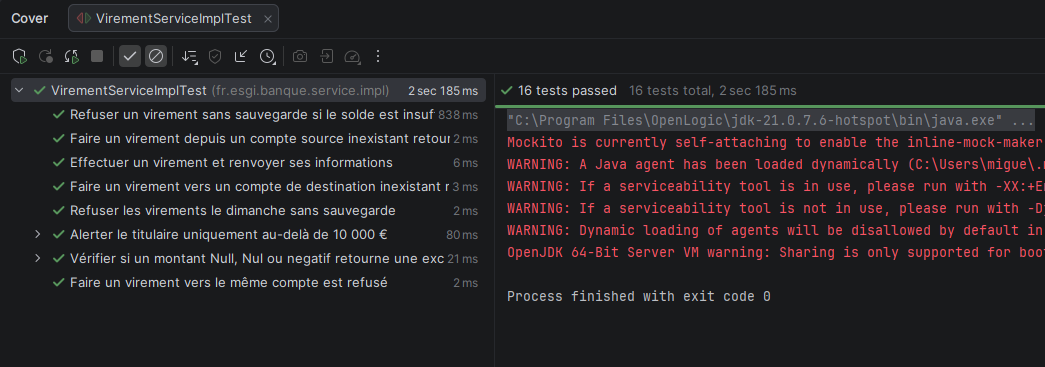 Cover
VirementServiceImplTest
VirementServiceImplTest (fr.esgi.banque.service.impl) 2 sec 185 ms
Refuser un virement sans sauvegarde si le solde est insuf 838 ms
Faire un virement depuis un compte source inexistant retour 2 ms
Effectuer un virement et renvoyer ses informations 6 ms
Faire un virement vers un compte de destination inexistant r 3 ms
Refuser les virements le dimanche sans sauvegarde 2 ms
Alerter le titulaire uniquement au-delà de 10 000 € 80 ms
Vérifier si un montant Null, Nul ou negatif retourne une exc 21 ms
Faire un virement vers le même compte est refusé 2 ms
16 tests passed 16 tests total, 2 sec 185 ms
"C:\Program Files\OpenLogic\jdk-21.0.7.6-hotspot\bin\java.exe" ...
Mockito is currently self-attaching to enable the inline-mock-maker
WARNING: A Java agent has been loaded dynamically (C:\Users\migue\.
WARNING: If a serviceability tool is in use, please run with -XX:+E
WARNING: If a serviceability tool is not in use, please run with -D
WARNING: Dynamic loading of agents will be disallowed by default in
OpenJDK 64-Bit Server VM warning: Sharing is only supported for boo
Process finished with exit code 0